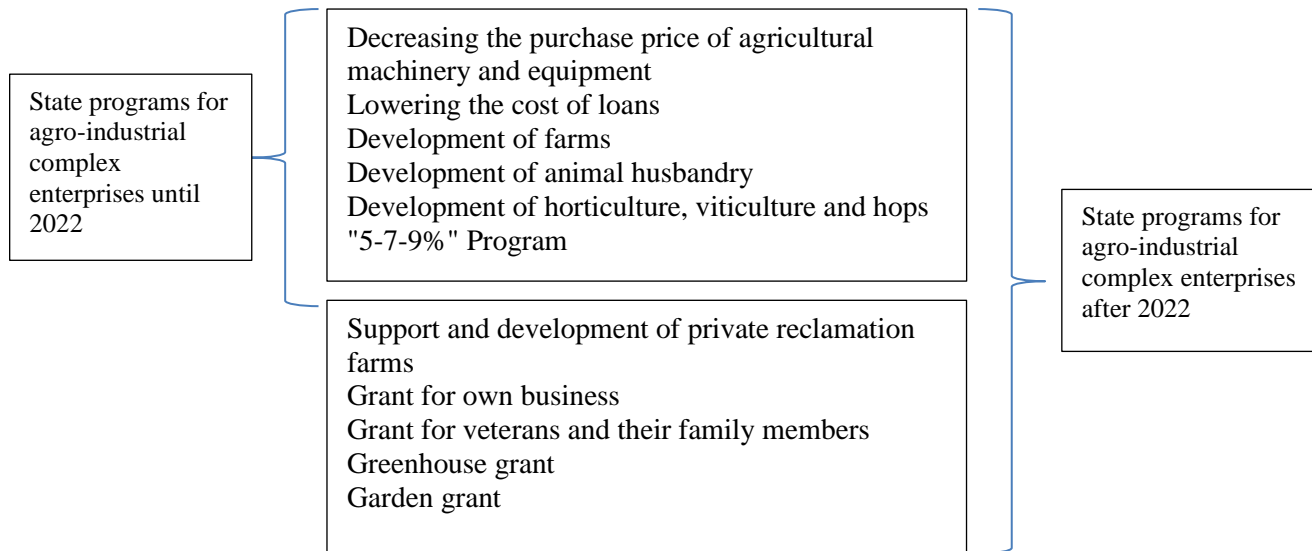 State programs for
agro-industrial
complex
enterprises until
2022
Decreasing the purchase price of agricultural
machinery and equipment
Lowering the cost of loans
Development of farms
Development of animal husbandry
Development of horticulture, viticulture and hops
"5-7-9%" Program
Support and development of private reclamation
farms
Grant for own business
Grant for veterans and their family members
Greenhouse grant
Garden grant
State programs for
agro-industrial
complex enterprises
after 2022